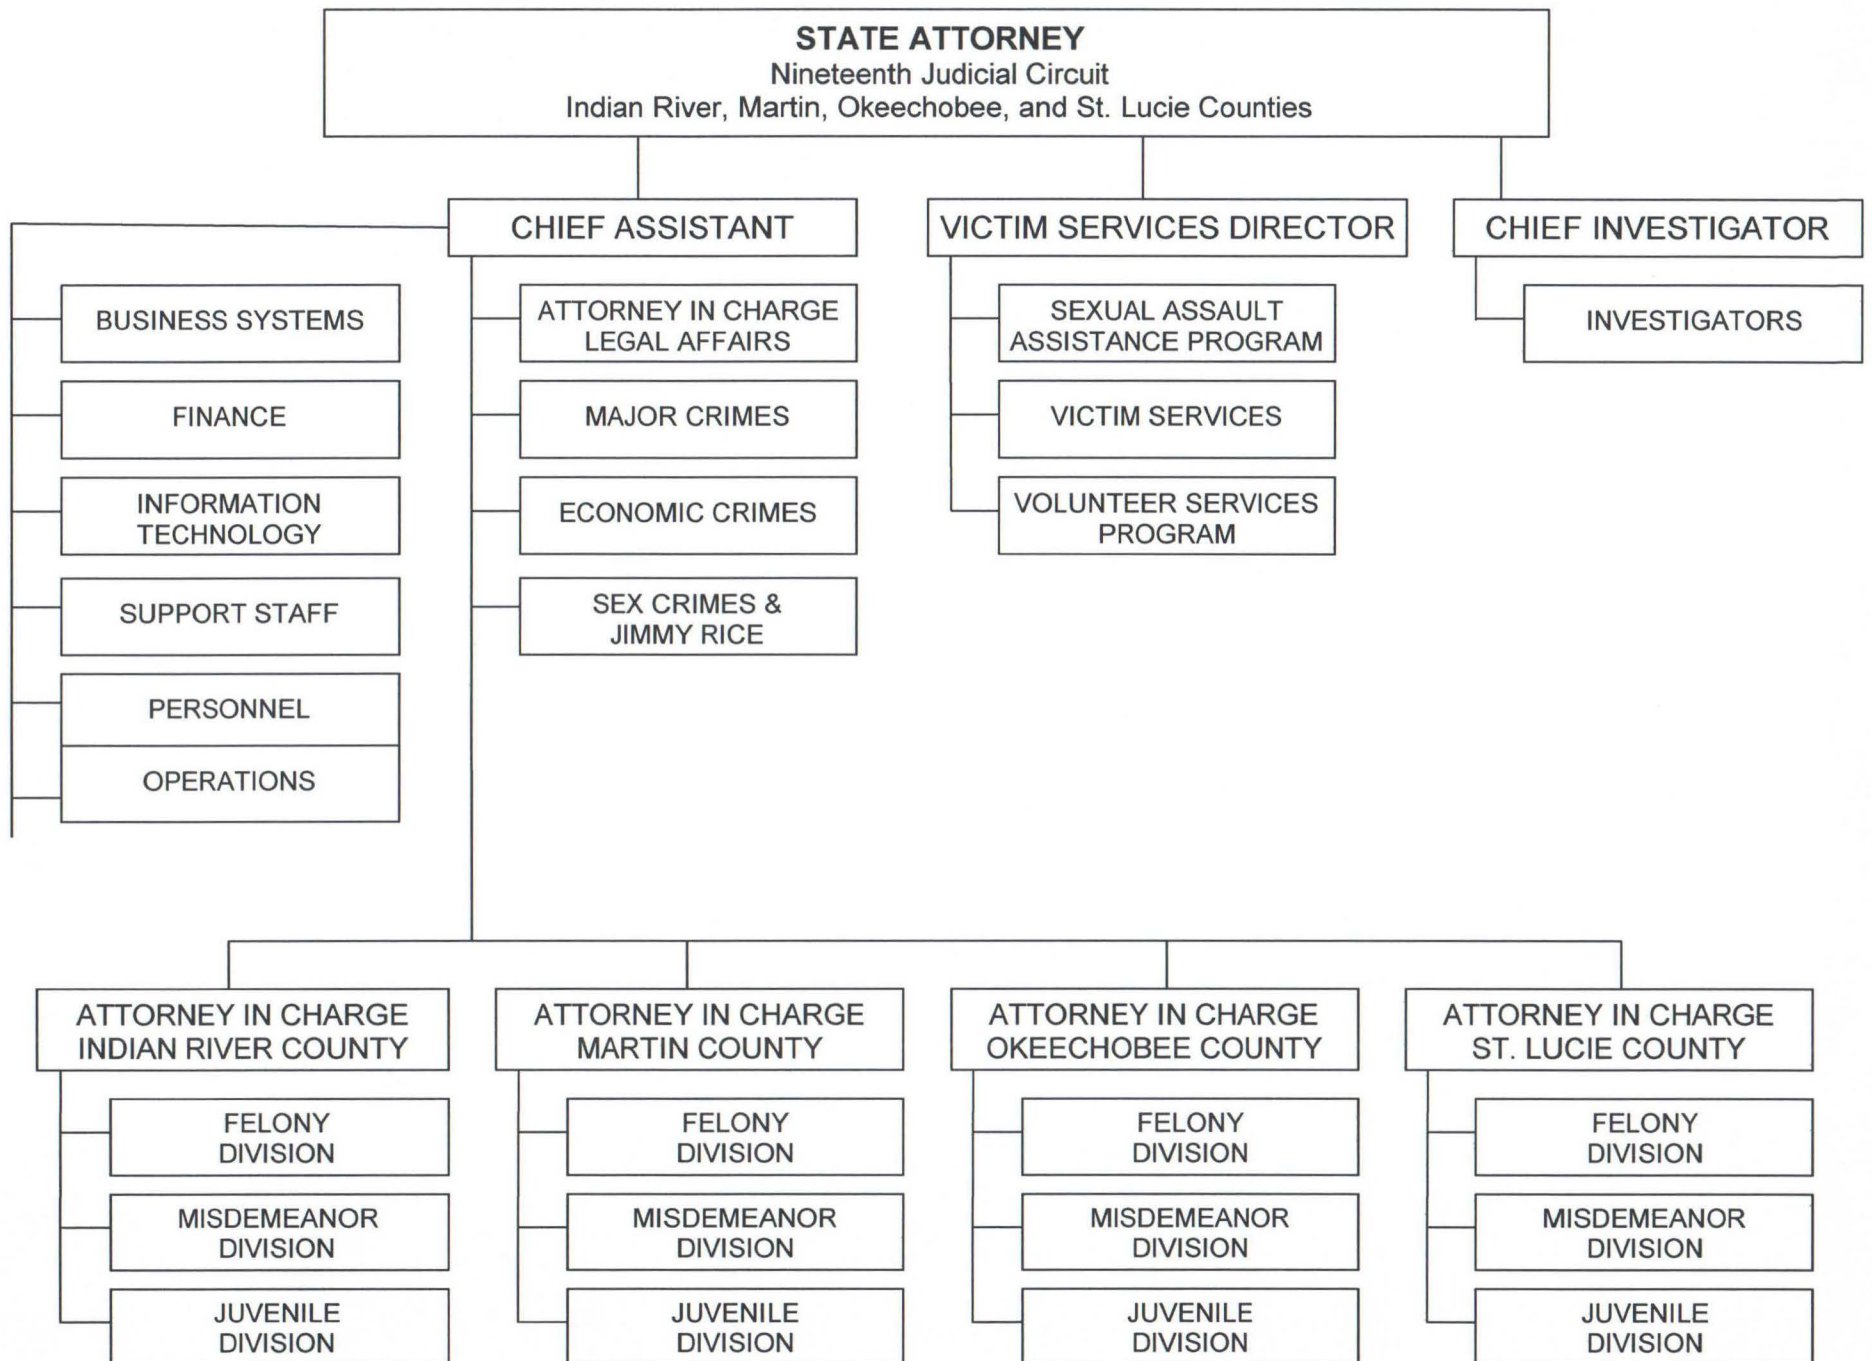 STATE ATTORNEY
Nineteenth Judicial Circuit
Indian River, Martin, Okeechobee, and St. Lucie Counties
CHIEF ASSISTANT
VICTIM SERVICES DIRECTOR
CHIEF INVESTIGATOR
BUSINESS SYSTEMS
FINANCE
INFORMATION
TECHNOLOGY
SUPPORT STAFF
PERSONNEL
OPERATIONS
ATTORNEY IN CHARGE
LEGAL AFFAIRS
MAJOR CRIMES
ECONOMIC CRIMES
SEX CRIMES &
JIMMY RICE
SEXUAL ASSAULT
ASSISTANCE PROGRAM
VICTIM SERVICES
VOLUNTEER SERVICES
PROGRAM
INVESTIGATORS
ATTORNEY IN CHARGE
INDIAN RIVER COUNTY
FELONY
DIVISION
MISDEMEANOR
DIVISION
JUVENILE
DIVISION
ATTORNEY IN CHARGE
MARTIN COUNTY
FELONY
DIVISION
MISDEMEANOR
DIVISION
JUVENILE
DIVISION
ATTORNEY IN CHARGE
OKEECHOBEE COUNTY
FELONY
DIVISION
MISDEMEANOR
DIVISION
JUVENILE
DIVISION
ATTORNEY IN CHARGE
ST. LUCIE COUNTY
FELONY
DIVISION
MISDEMEANOR
DIVISION
JUVENILE
DIVISION